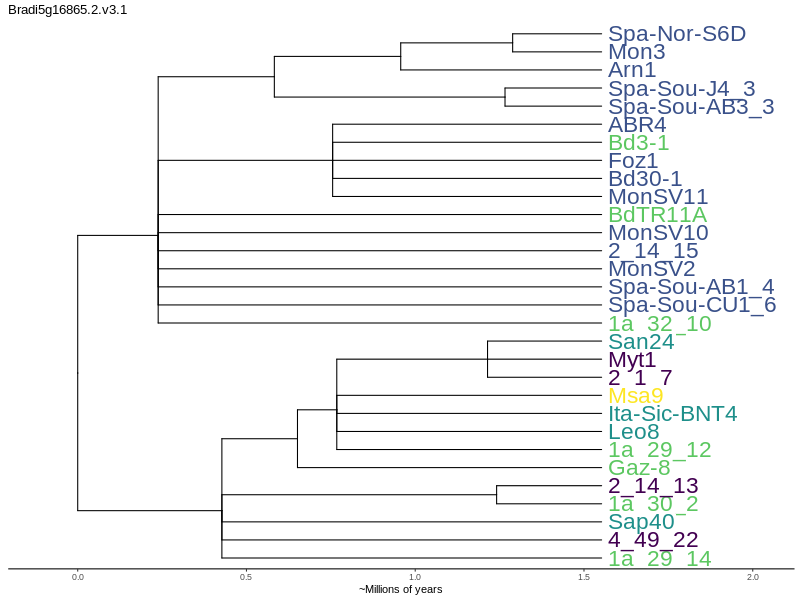 Bradi5g16865.2.v3.1
Spa-Nor-S6D
Mon3
Arn1
Spa-Sou-J4_3
Spa-Sou-AB3_3
ABR4
Bd3-1
Foz1
Bd30-1
MonSV11
BdTR11A
MonSV10
2_14_15
MonSV2
Spa-Sou-AB1_4
Spa-Sou-CU1_6
1a_32_10
San24
Myt1
2_1_7
Msa9
Ita-Sic-BNT4
Leo8
1a_29_12
Gaz-8
2_14_13
1a_30_2
Sap40
4_49_22
1a_29_14
0.0 0.5 1.0 1.5 2.0
~Millions of years